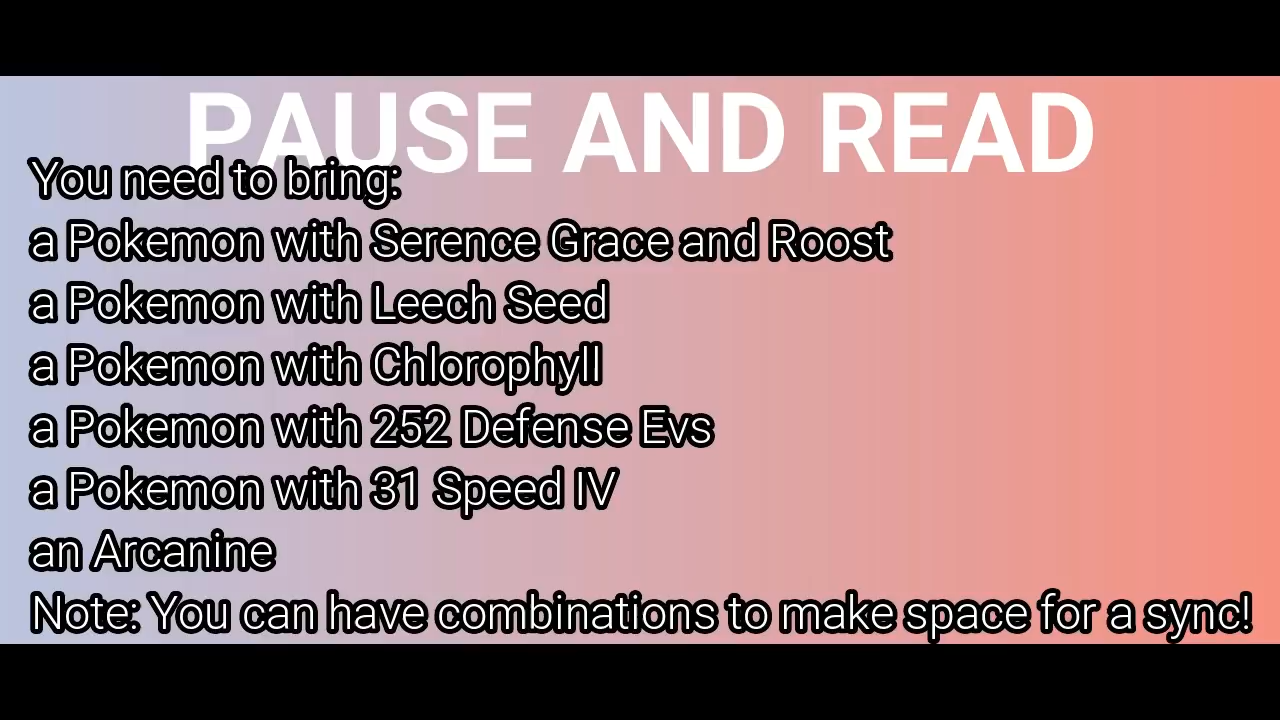 PAUSE AND READ
You need to bring:
a Pokemon with Serence Grace and Roost
a Pokemon with Leech Seed
a Pokemon with Chlorophyll
a Pokemon with 252 Defense Evs
a Pokemon with 31 Speed IV
an Arcanine
Note: You can have combinations to make space for a sync!